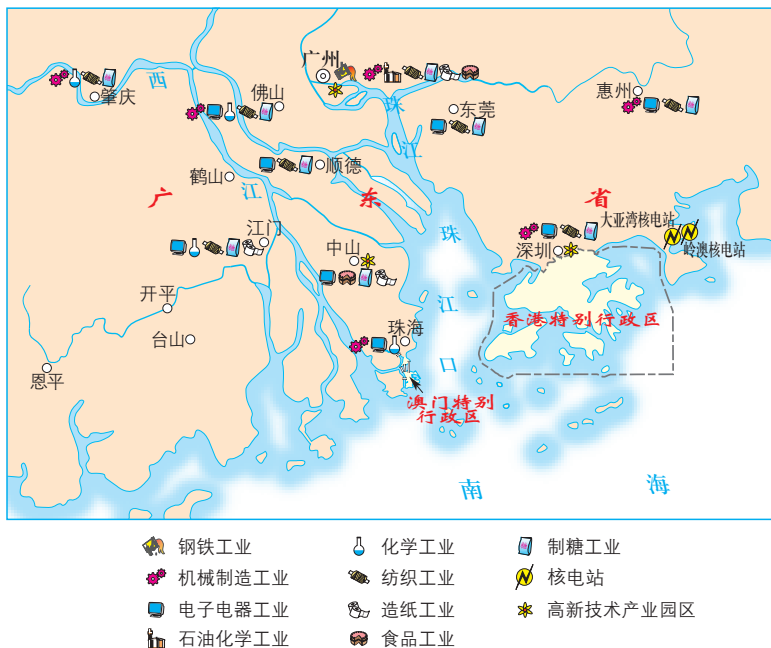 广州
西
肇庆
佛山
珠
东莞
惠州
江
顺德
鹤山
江
广 东 省
大亚湾核电站
岭澳核电站
江门
中山
珠
深圳
开平
江
香港特别行政区
台山
珠海
口
恩平
澳门特别
行政区
南 海
钢铁工业
化学工业
制糖工业
机械制造工业
纺织工业
核电站
电子电器工业
造纸工业
高新技术产业园区
石油化学工业
食品工业